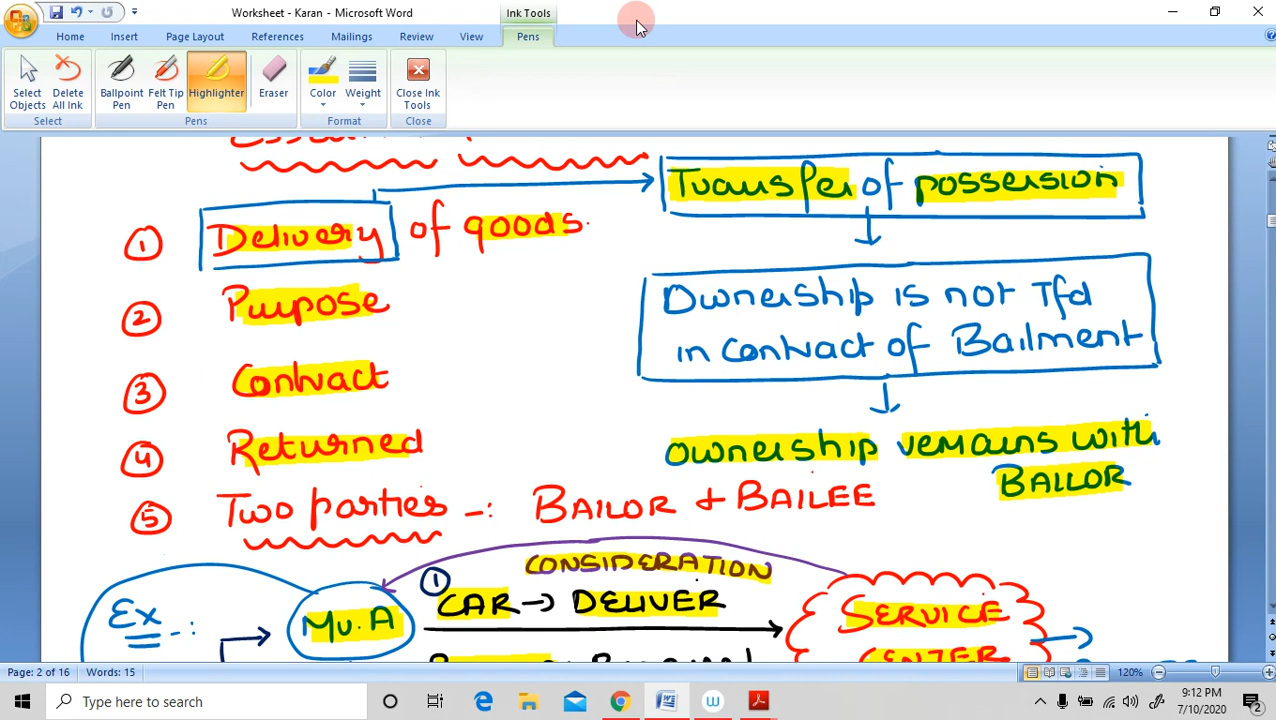 Worksheet - Karan - Microsoft Word
Ink Tools
Home Insert Page Layout References Mailings Review View Pens
Select Objects
Delete All Ink
Ballpoint Pen
Felt Tip Pen
Highlighter
Eraser
Color
Weight
Close Ink Tools
Select Pens Format Close
Transfer of possession
① Delivery of goods.
② Purpose
Ownership is not Tfd
in Contract of Bailment
③ Contract
④ Returned
ownership remains with
BAILOR
⑤ Two parties -: BAILOR + BAILEE
CONSIDERATION
Ex -:
Mr. A
① CAR → DELIVER
SERVICE
CENTER
Page: 2 of 16 Words: 15 120%
Type here to search
9:12 PM
7/10/2020
2